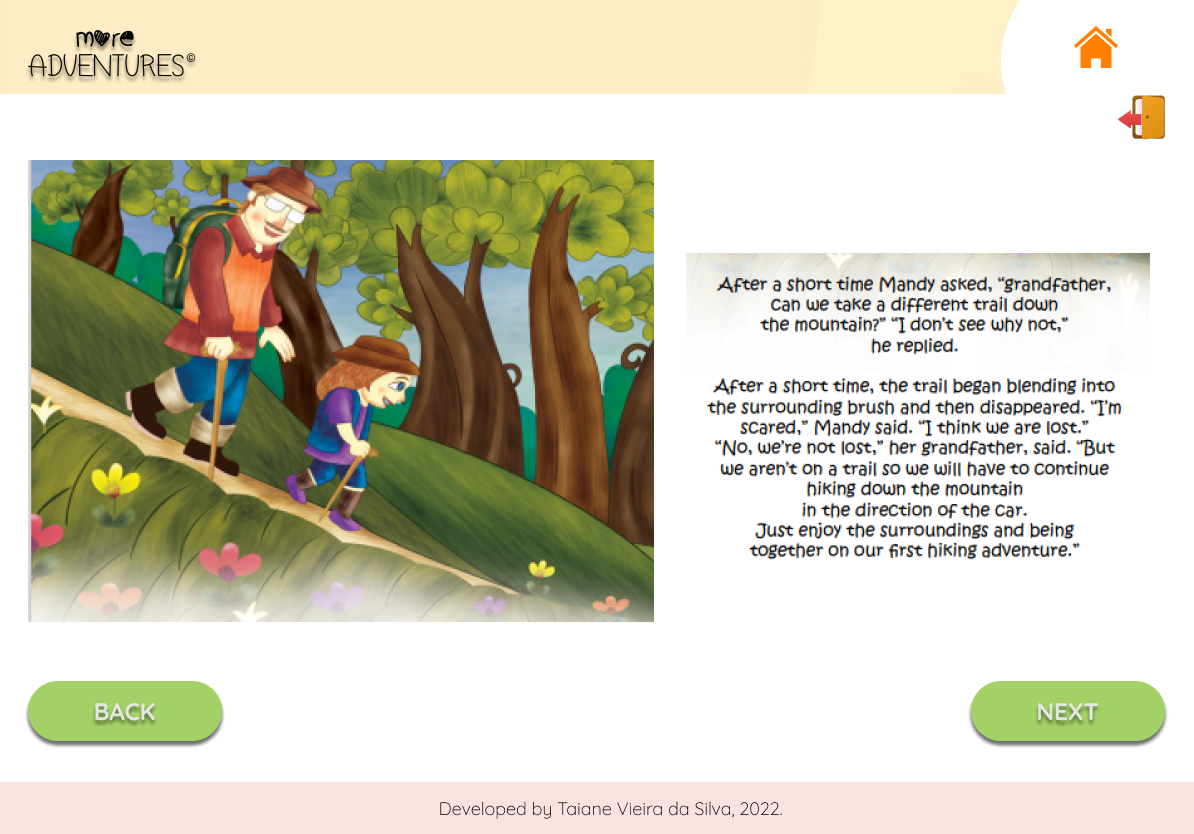 more
ADVENTURES©
After a short time Mandy asked, “grandfather,
can we take a different trail down
the mountain?” “I don’t see why not,”
he replied.
After a short time, the trail began blending into
the surrounding brush and then disappeared. “I’m
scared,” Mandy said. “I think we are lost.”
“No, we’re not lost,” her grandfather, said. “But
we aren’t on a trail so we will have to continue
hiking down the mountain
in the direction of the car.
Just enjoy the surroundings and being
together on our first hiking adventure.”
BACK
NEXT
Developed by Taiane Vieira da Silva, 2022.